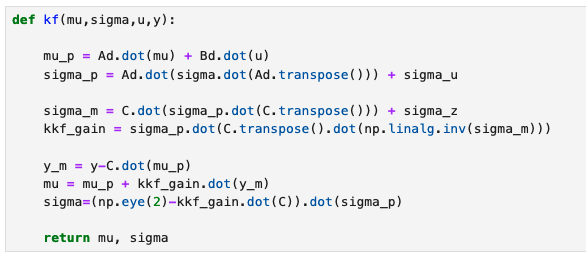 def kf(mu,sigma,u,y):
    mu_p = Ad.dot(mu) + Bd.dot(u)
    sigma_p = Ad.dot(sigma.dot(Ad.transpose())) + sigma_u
    sigma_m = C.dot(sigma_p.dot(C.transpose())) + sigma_z
    kkf_gain = sigma_p.dot(C.transpose().dot(np.linalg.inv(sigma_m)))
    y_m = y-C.dot(mu_p)
    mu = mu_p + kkf_gain.dot(y_m)
    sigma=(np.eye(2)-kkf_gain.dot(C)).dot(sigma_p)
    return mu, sigma